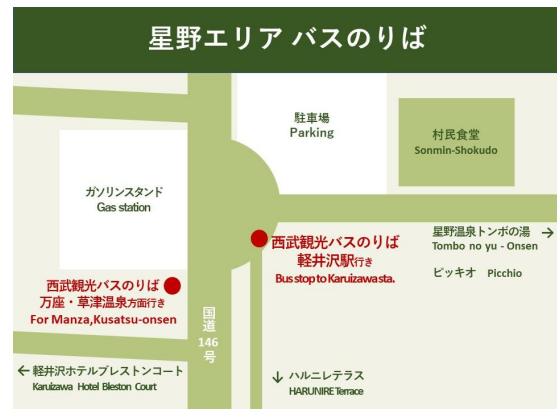 星野エリア バスのりば
駐車場
Parking
村民食堂
Sonmin-Shokudo
ガソリンスタンド
Gas station
西武観光バスのりば
軽井沢駅行き
Bus stop to Karuizawa sta.
星野温泉トンボの湯 →
Tombo no yu - Onsen
ピッキオ Picchio
西武観光バスのりば
万座・草津温泉方面行き
For Manza,Kusatsu-onsen
国道
146
号
← 軽井沢ホテルブレストンコート
Karuizawa Hotel Bleston Court
↓ ハルニレテラス
HARUNIRE Terrace